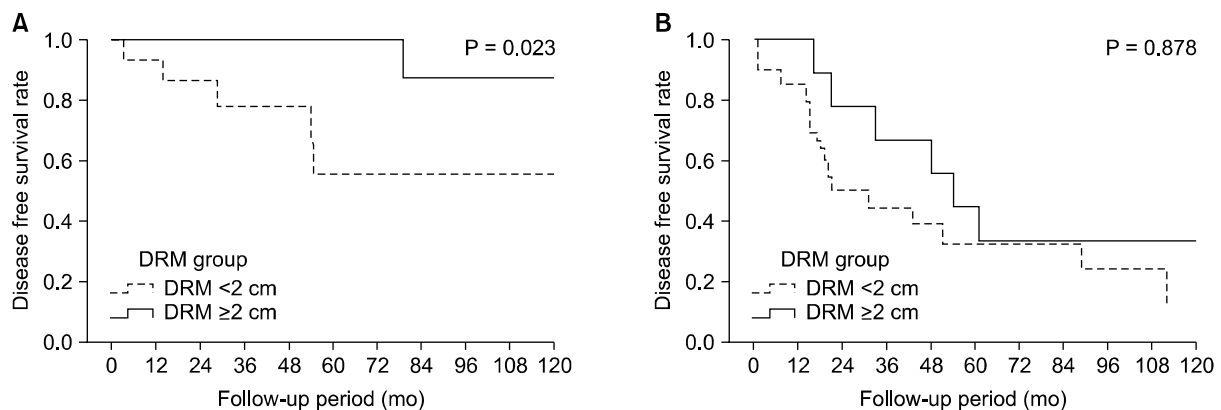 A
P = 0.023
1.0
0.8
0.6
0.4
0.2
0.0
Disease free survival rate
DRM group
DRM <2 cm
DRM ≥2 cm
0 12 24 36 48 60 72 84 96 108 120
Follow-up period (mo)
B
P = 0.878
1.0
0.8
0.6
0.4
0.2
0.0
Disease free survival rate
DRM group
DRM <2 cm
DRM ≥2 cm
0 12 24 36 48 60 72 84 96 108 120
Follow-up period (mo)